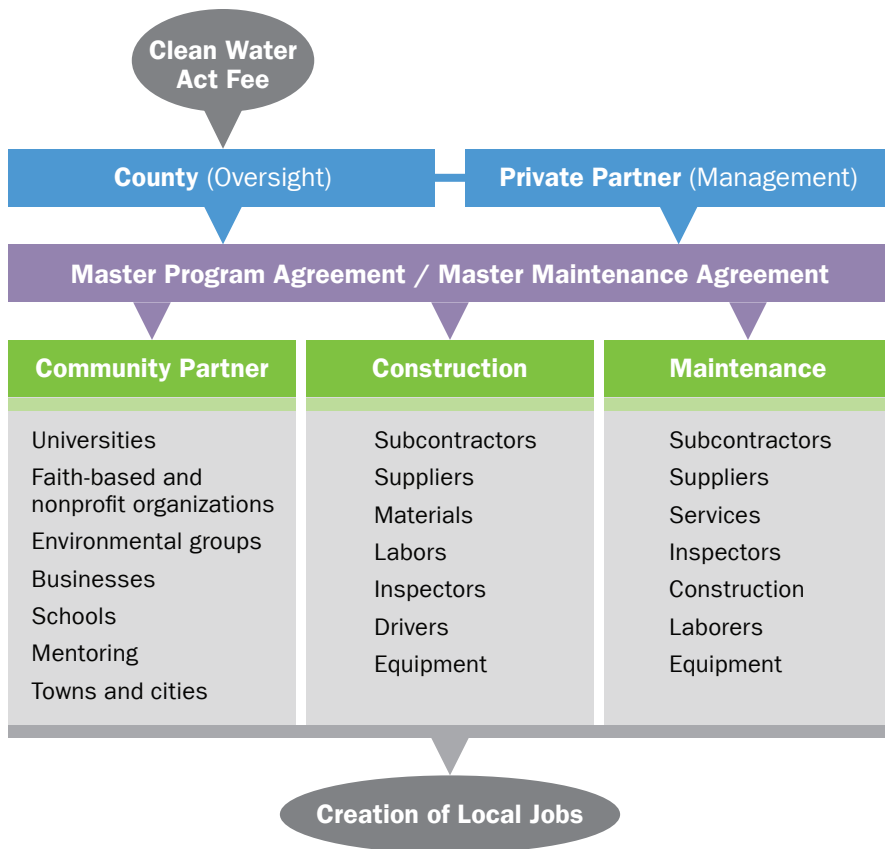 Clean Water
Act Fee
County (Oversight)
Private Partner (Management)
Master Program Agreement / Master Maintenance Agreement
Community Partner
Universities
Faith-based and
nonprofit organizations
Environmental groups
Businesses
Schools
Mentoring
Towns and cities
Construction
Subcontractors
Suppliers
Materials
Labors
Inspectors
Drivers
Equipment
Maintenance
Subcontractors
Suppliers
Services
Inspectors
Construction
Laborers
Equipment
Creation of Local Jobs